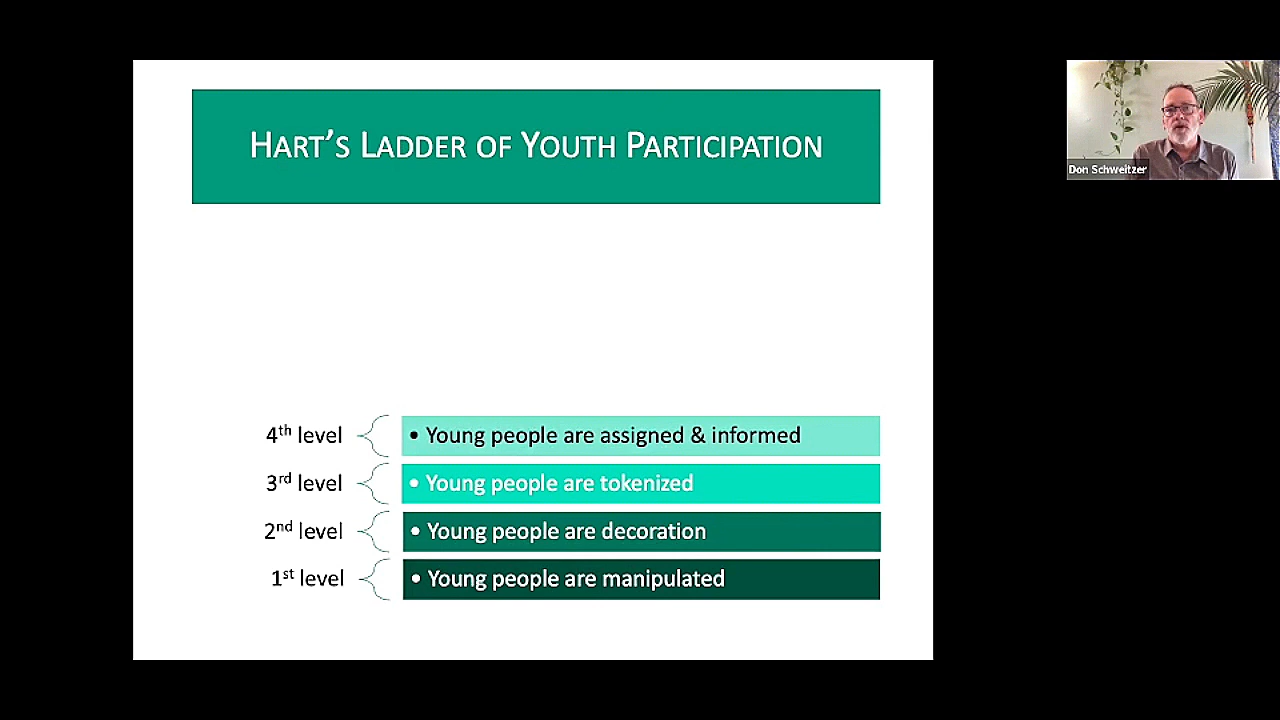 HART'S LADDER OF YOUTH PARTICIPATION
4th level • Young people are assigned & informed
3rd level • Young people are tokenized
2nd level • Young people are decoration
1st level • Young people are manipulated
Don Schweitzer